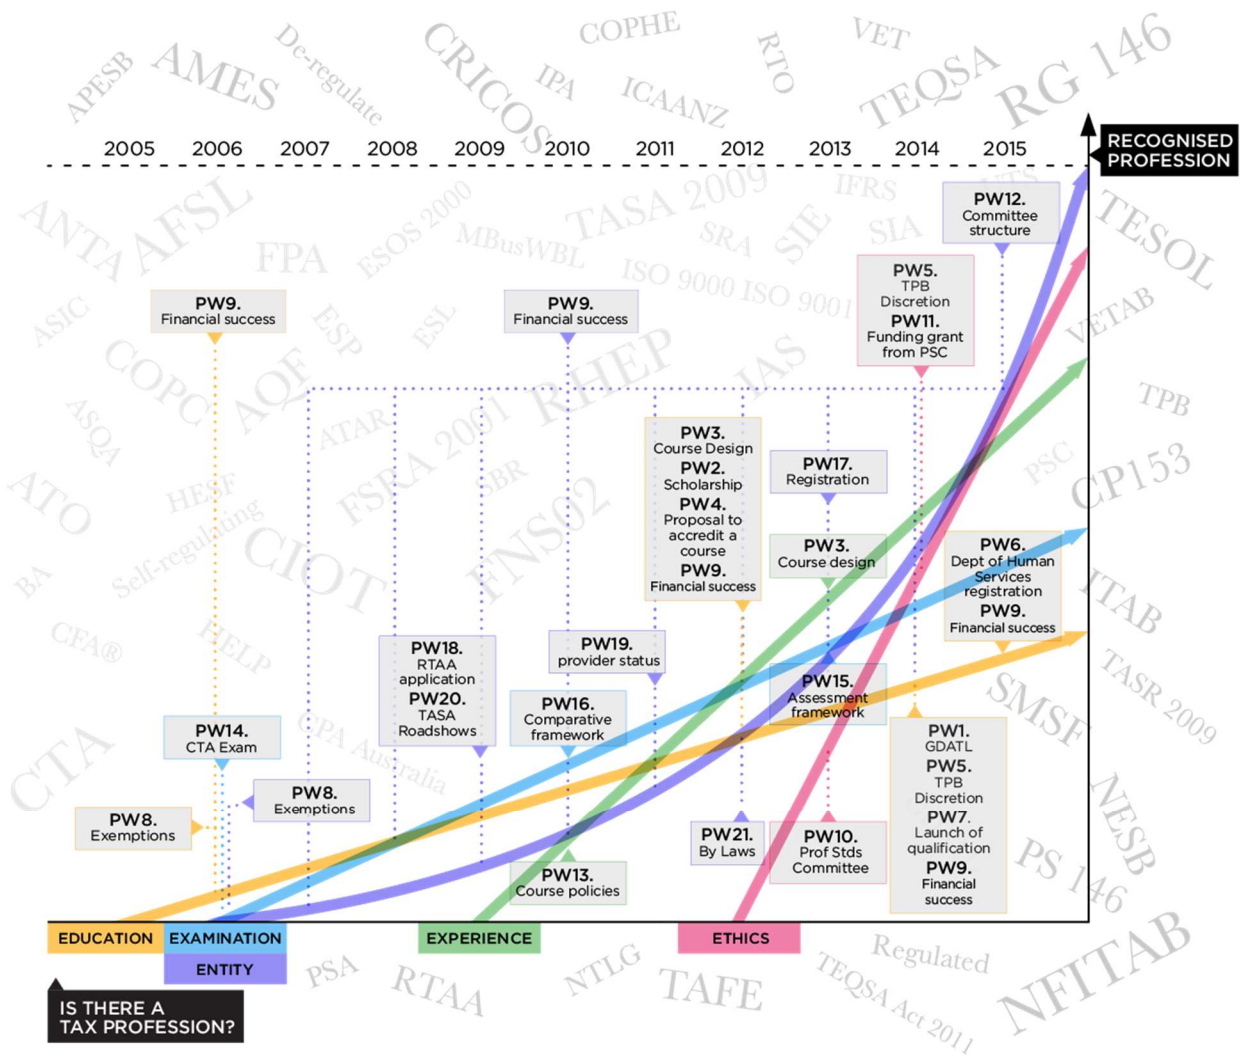 APESB
AMES
De-regulate
CRICOS
IPA
COPHE
ICAANZ
RTO
VET
TEQSA
RG 146
2005 2006 2007 2008 2009 2010 2011 2012 2013 2014 2015
RECOGNISED
PROFESSION
ANTA
AFSL
FPA
ESOS 2000
MBusWBL
TASA 2009
SRA
SIE
IFRS
SIA
VTS
TESOL
ISO 9000 ISO 9001
VETAB
PW12.
Committee
structure
PW5.
TPB
Discretion
PW11.
Funding grant
from PSC
PW9.
Financial success
PW9.
Financial success
ASIC
COPC
AQF
ESP
ESL
RHEP
IAS
TPB
ASQA
ATAR
FSRA 2001
SBR
PSC
CP153
ATO
HESF
Self-regulating
CIOT
FNS02
BA
ITAB
PW3.
Course Design
PW2.
Scholarship
PW4.
Proposal to
accredit a
course
PW9.
Financial success
PW17.
Registration
PW3.
Course design
PW6.
Dept of Human
Services
registration
PW9.
Financial success
CFA®
HELP
PW18.
RTAA
application
PW20.
TASA
Roadshows
PW19.
provider status
PW16.
Comparative
framework
PW15.
Assessment
framework
SMSF
TASR 2009
CTA
CPA Australia
PW14.
CTA Exam
PW8.
Exemptions
PW8.
Exemptions
PW13.
Course policies
PW21.
By Laws
PW10.
Prof Stds
Committee
PW1.
GDATL
PW5.
TPB
Discretion
PW7.
Launch of
qualification
PW9.
Financial
success
NESB
PS 146
EDUCATION EXAMINATION EXPERIENCE ETHICS
ENTITY
PSA
RTAA
NTLG
TAFE
Regulated
TEQSA Act 2011
NFITAB
IS THERE A
TAX PROFESSION?